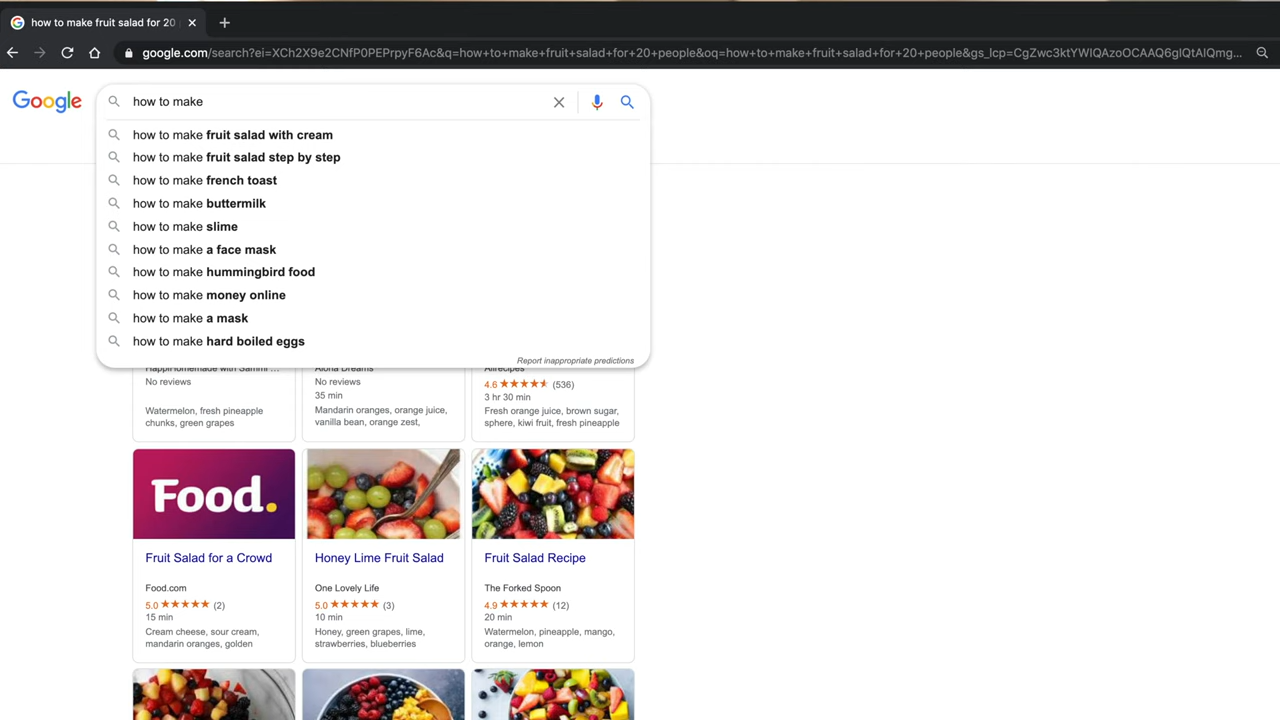 how to make fruit salad for 20
google.com/search?ei=XCh2X9e2CNfP0PEPrpyF6Ac&q=how+to+make+fruit+salad+for+20+people&oq=how+to+make+fruit+salad+for+20+people&gs_lcp=CgZwc3ktYWIQAzoOCAAQ6gIQtAIQmg...
Google
how to make
how to make fruit salad with cream
how to make fruit salad step by step
how to make french toast
how to make buttermilk
how to make slime
how to make a face mask
how to make hummingbird food
how to make money online
how to make a mask
how to make hard boiled eggs
Report inappropriate predictions
HappiHomemade with Sammi ...
No reviews
Watermelon, fresh pineapple
chunks, green grapes
Aloha Dreams
No reviews
35 min
Mandarin oranges, orange juice,
vanilla bean, orange zest,
Allrecipes
4.6 ★★★★★ (536)
3 hr 30 min
Fresh orange juice, brown sugar,
sphere, kiwi fruit, fresh pineapple
Food.
Fruit Salad for a Crowd
Food.com
5.0 ★★★★★ (2)
15 min
Cream cheese, sour cream,
mandarin oranges, golden
Honey Lime Fruit Salad
One Lovely Life
5.0 ★★★★★ (3)
10 min
Honey, green grapes, lime,
strawberries, blueberries
Fruit Salad Recipe
The Forked Spoon
4.9 ★★★★★ (12)
20 min
Watermelon, pineapple, mango,
orange, lemon